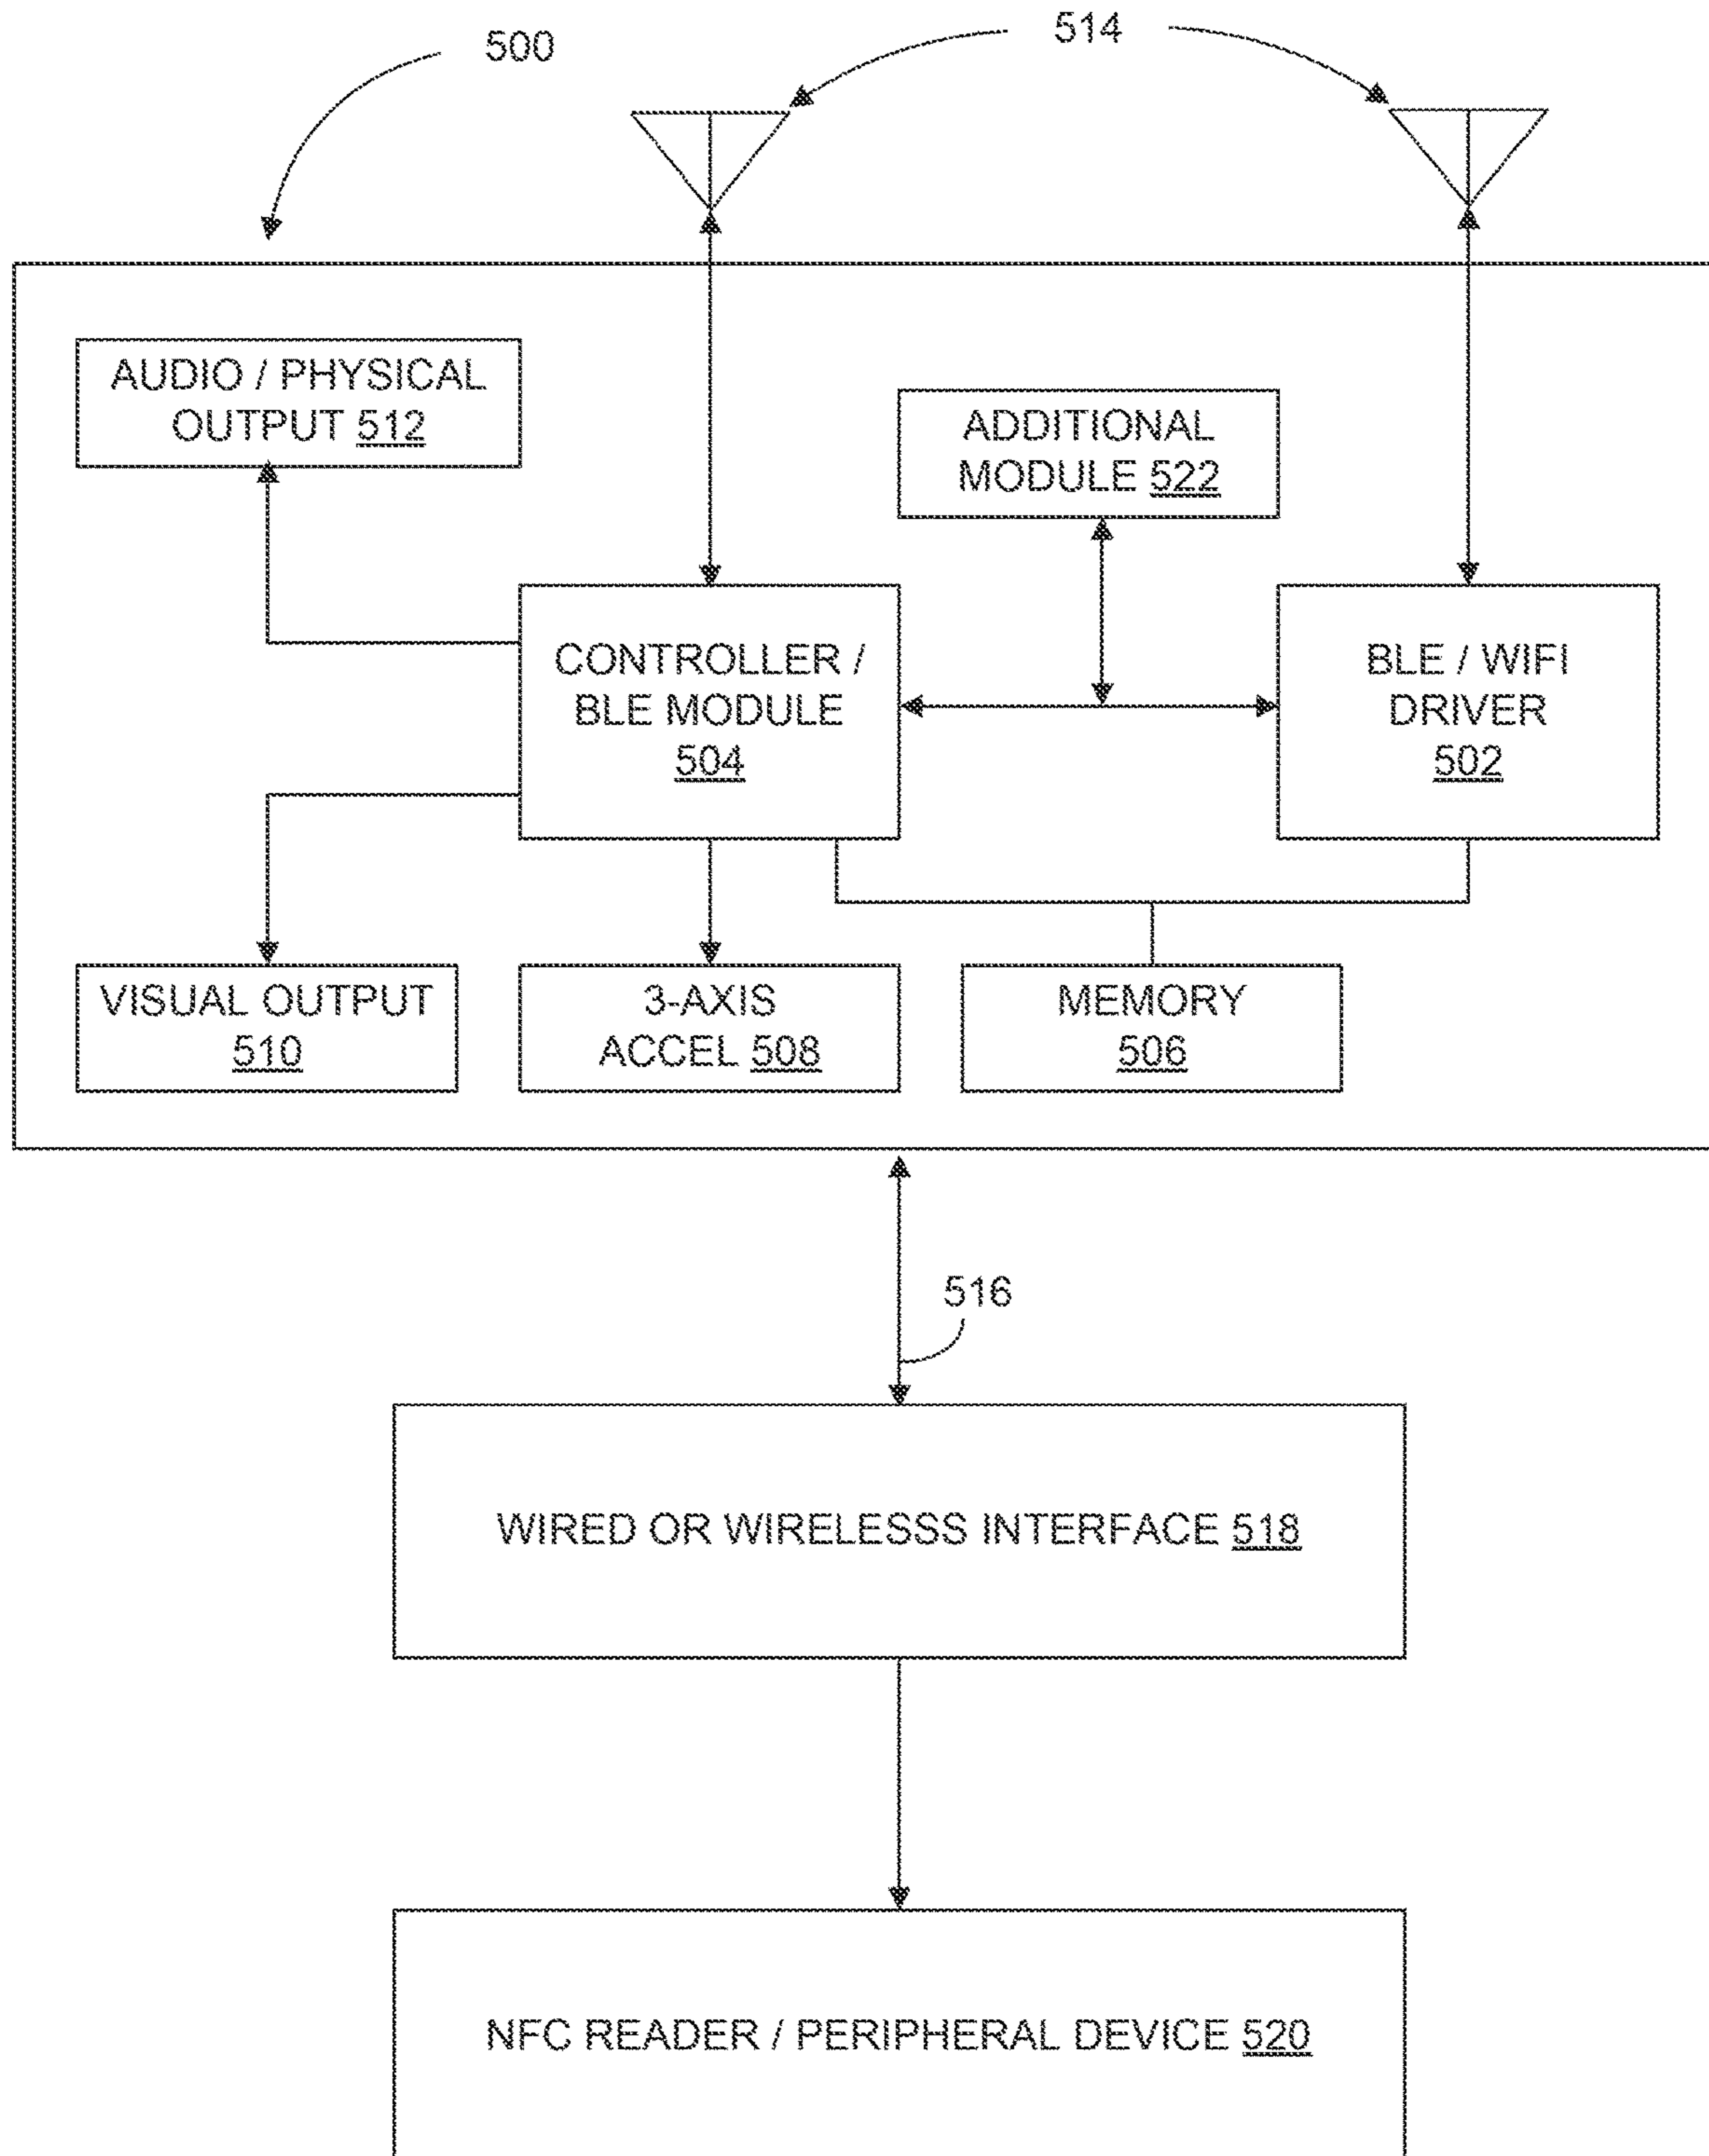 500
514
AUDIO / PHYSICAL
OUTPUT 512
ADDITIONAL
MODULE 522
CONTROLLER /
BLE MODULE
504
BLE / WIFI
DRIVER
502
VISUAL OUTPUT
510
3-AXIS
ACCEL 508
MEMORY
506
516
WIRED OR WIRELESSS INTERFACE 518
NFC READER / PERIPHERAL DEVICE 520